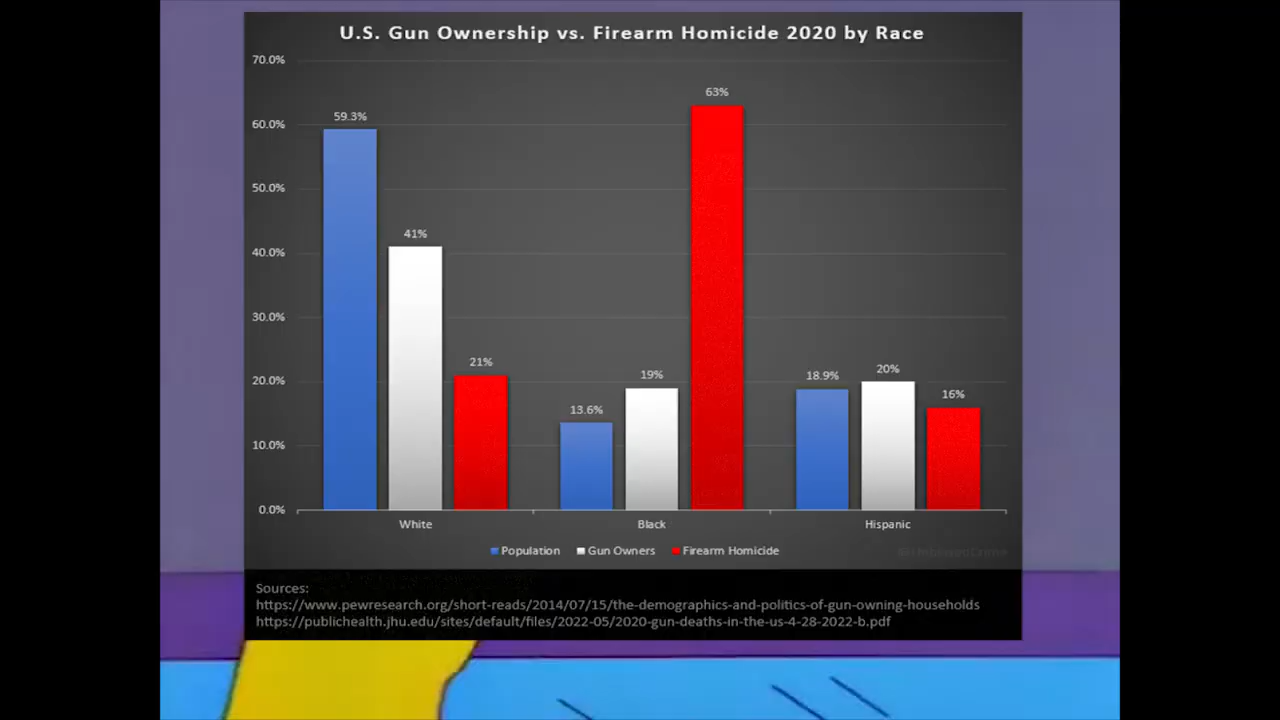 U.S. Gun Ownership vs. Firearm Homicide 2020 by Race
70.0%
60.0%
50.0%
40.0%
30.0%
20.0%
10.0%
0.0%
59.3%
41%
21%
13.6%
19%
63%
18.9%
20%
16%
White Black Hispanic
Population Gun Owners Firearm Homicide
Sources:
https://www.pewresearch.org/short-reads/2014/07/15/the-demographics-and-politics-of-gun-owning-households
https://publichealth.jhu.edu/sites/default/files/2022-05/2020-gun-deaths-in-the-us-4-28-2022-b.pdf